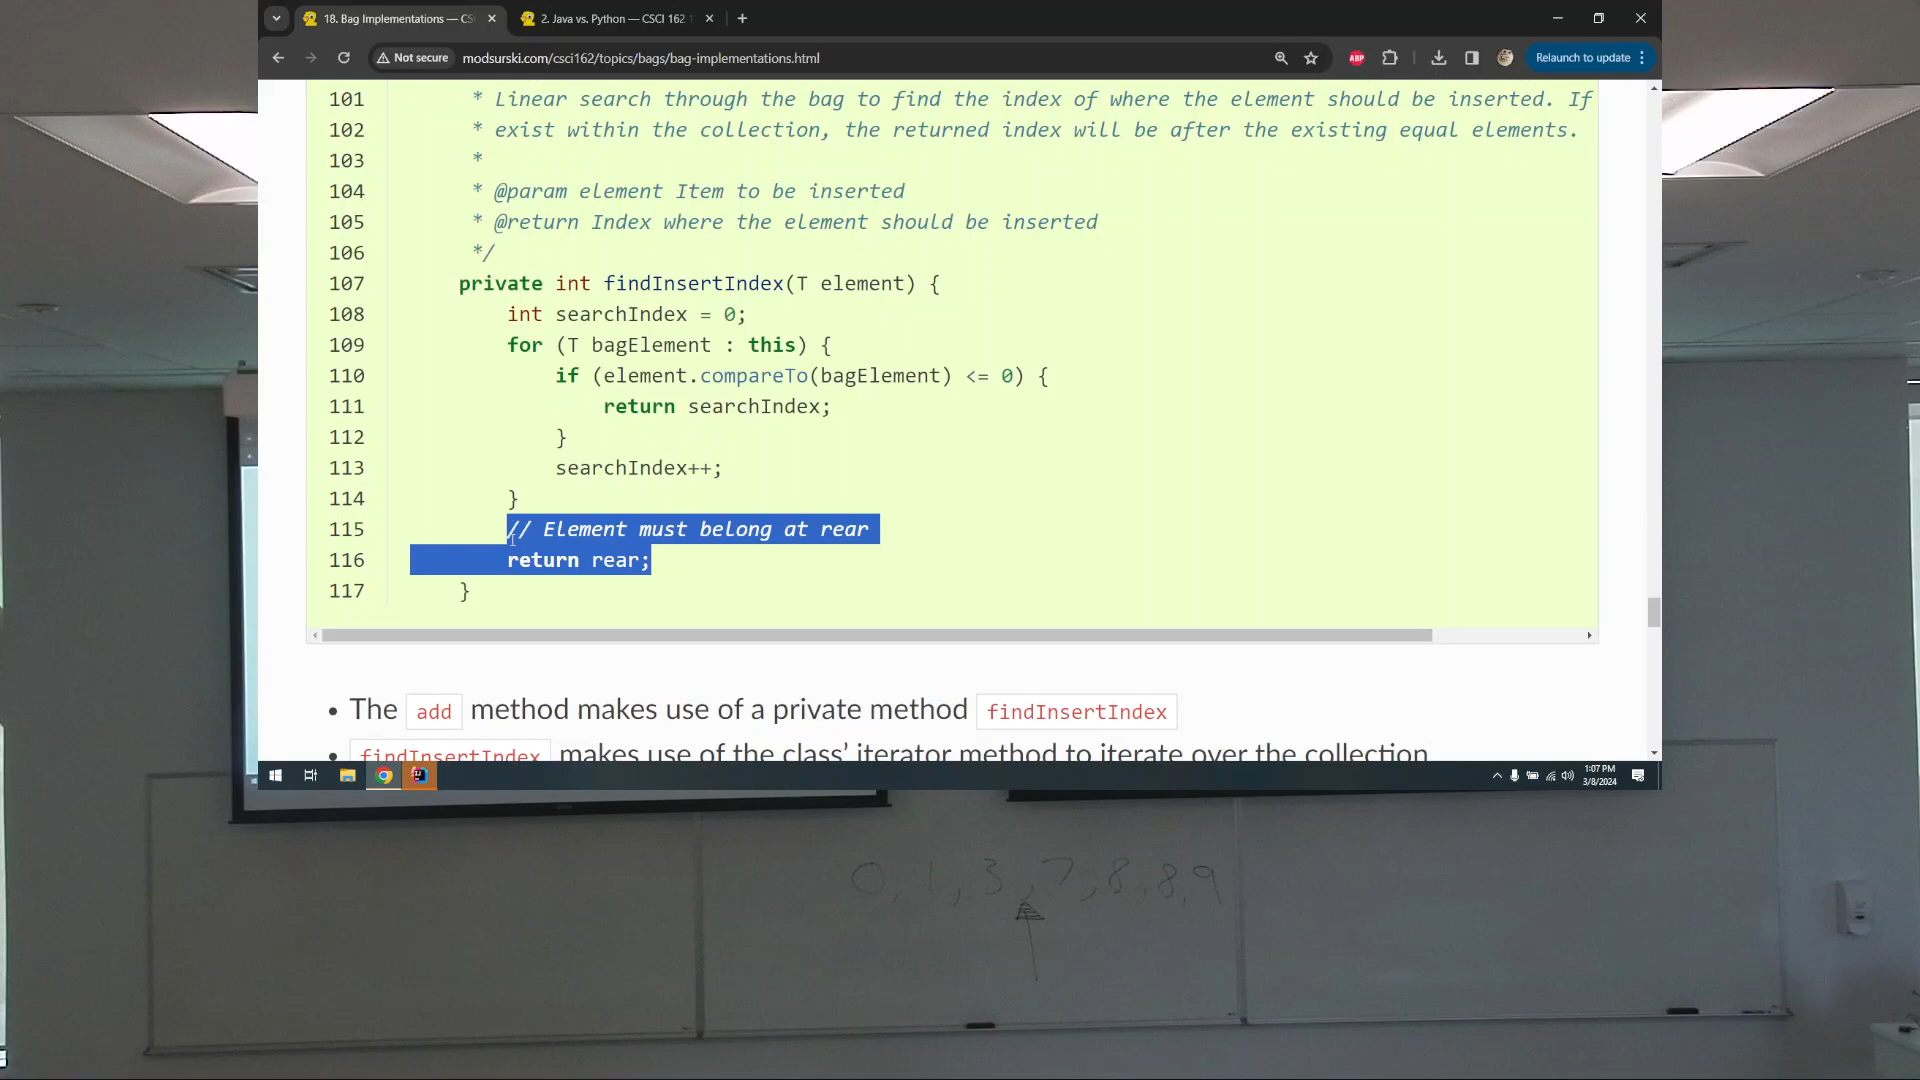 18. Bag Implementations — CS
2. Java vs. Python — CSCI 162 1
Not secure
modsurski.com/csci162/topics/bags/bag-implementations.html
ABP
Relaunch to update
101 * Linear search through the bag to find the index of where the element should be inserted. If
102 * exist within the collection, the returned index will be after the existing equal elements.
103 *
104 * @param element Item to be inserted
105 * @return Index where the element should be inserted
106 */
107 private int findInsertIndex(T element) {
108 int searchIndex = 0;
109 for (T bagElement : this) {
110 if (element.compareTo(bagElement) <= 0) {
111 return searchIndex;
112 }
113 searchIndex++;
114 }
115 // Element must belong at rear
116 return rear;
117 }
• The add method makes use of a private method findInsertIndex
• findInsertIndex makes use of the class’ iterator method to iterate over the collection
1:07 PM
3/8/2024
0, 1, 3, 7, 8, 8, 9